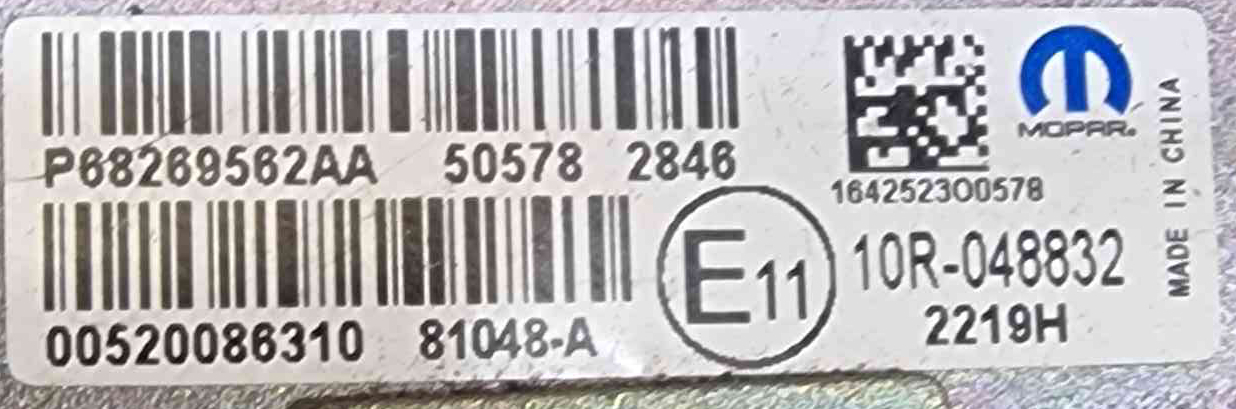 P68269562AA 50578 2846
00520086310 81048-A
E11
164252300578
10R-048832
2219H
MOPAR®
MADE IN CHINA